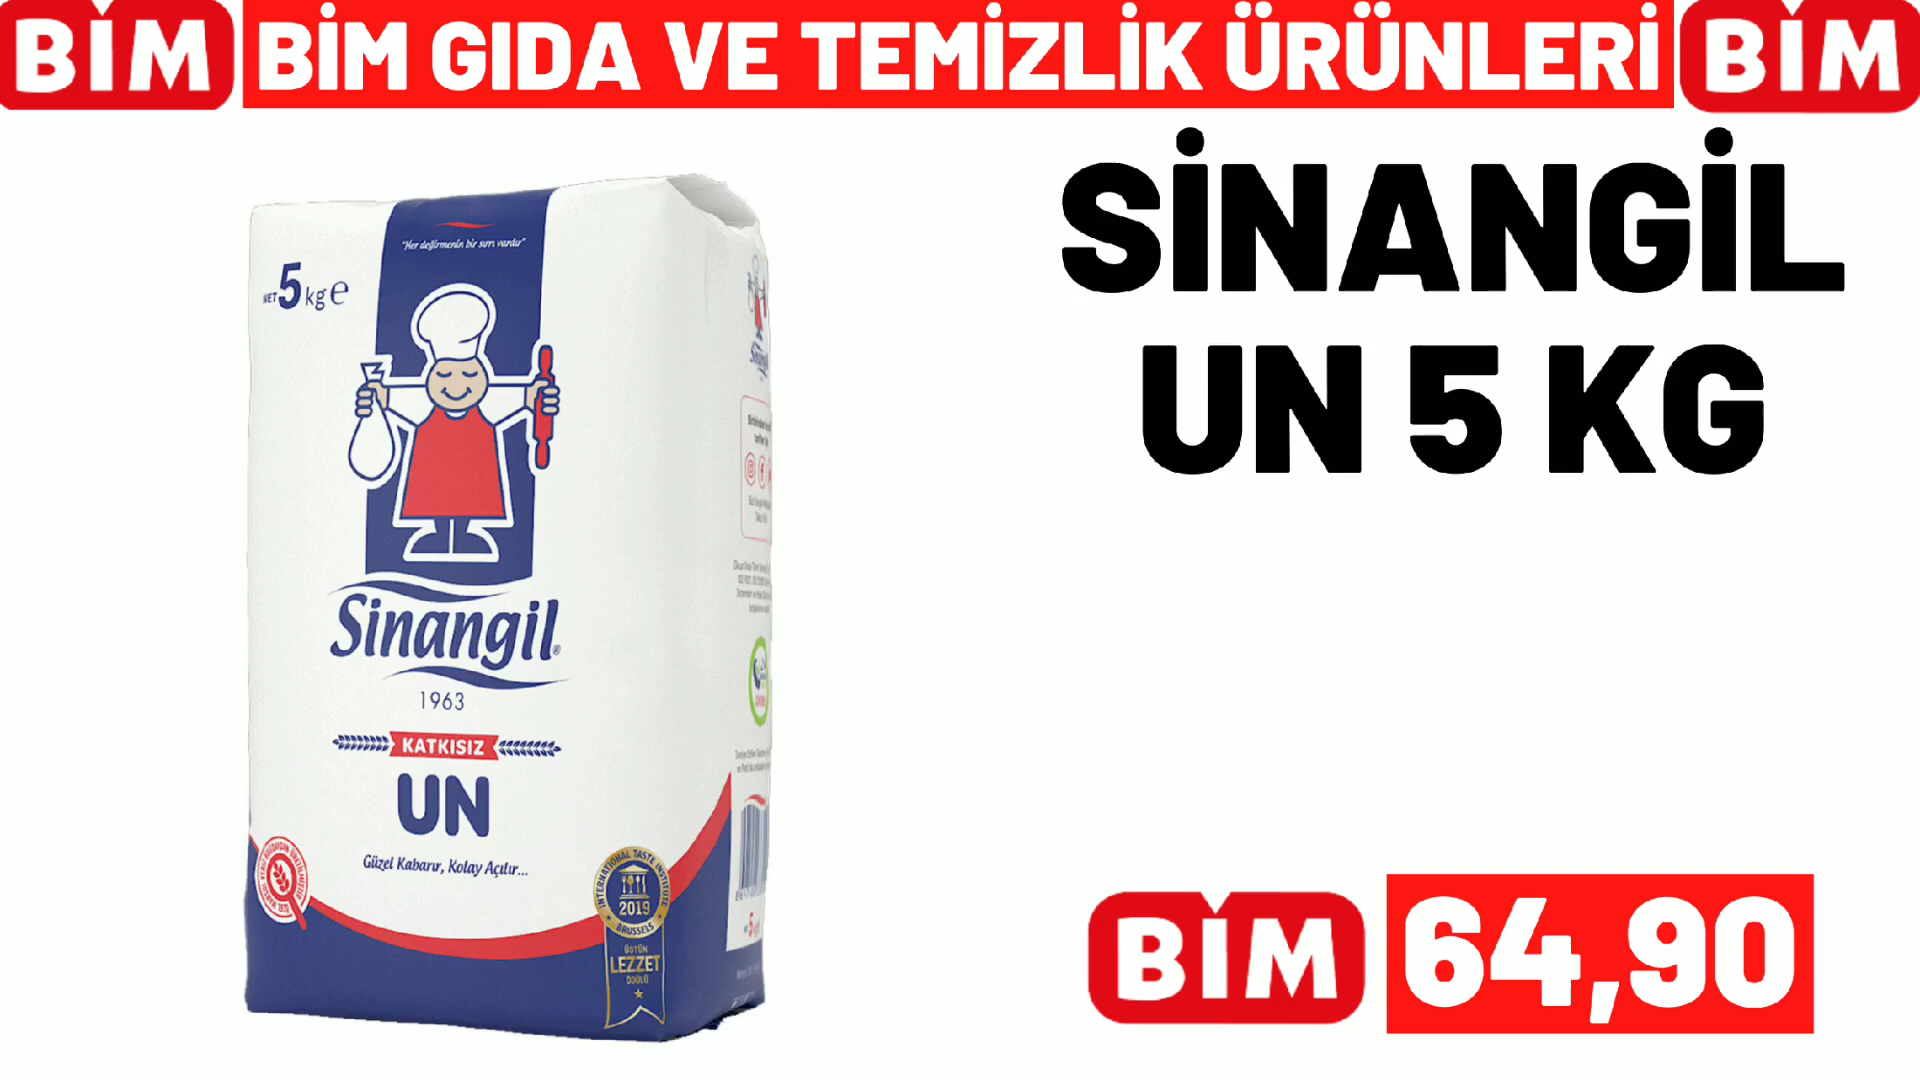 BİM
BİM GIDA VE TEMİZLİK ÜRÜNLERİ
BİM
SİNANGİL
UN 5 KG
"Her değirmenin bir sırrı vardır"
NET 5 kg e
Sinangil®
1963
KATKISIZ
UN
Güzel Kabarır, Kolay Açılır...
INTERNATIONAL TASTE INSTITUTE
2019
BRUSSELS
ÜSTÜN
LEZZET
ÖDÜLÜ
BİM
64,90